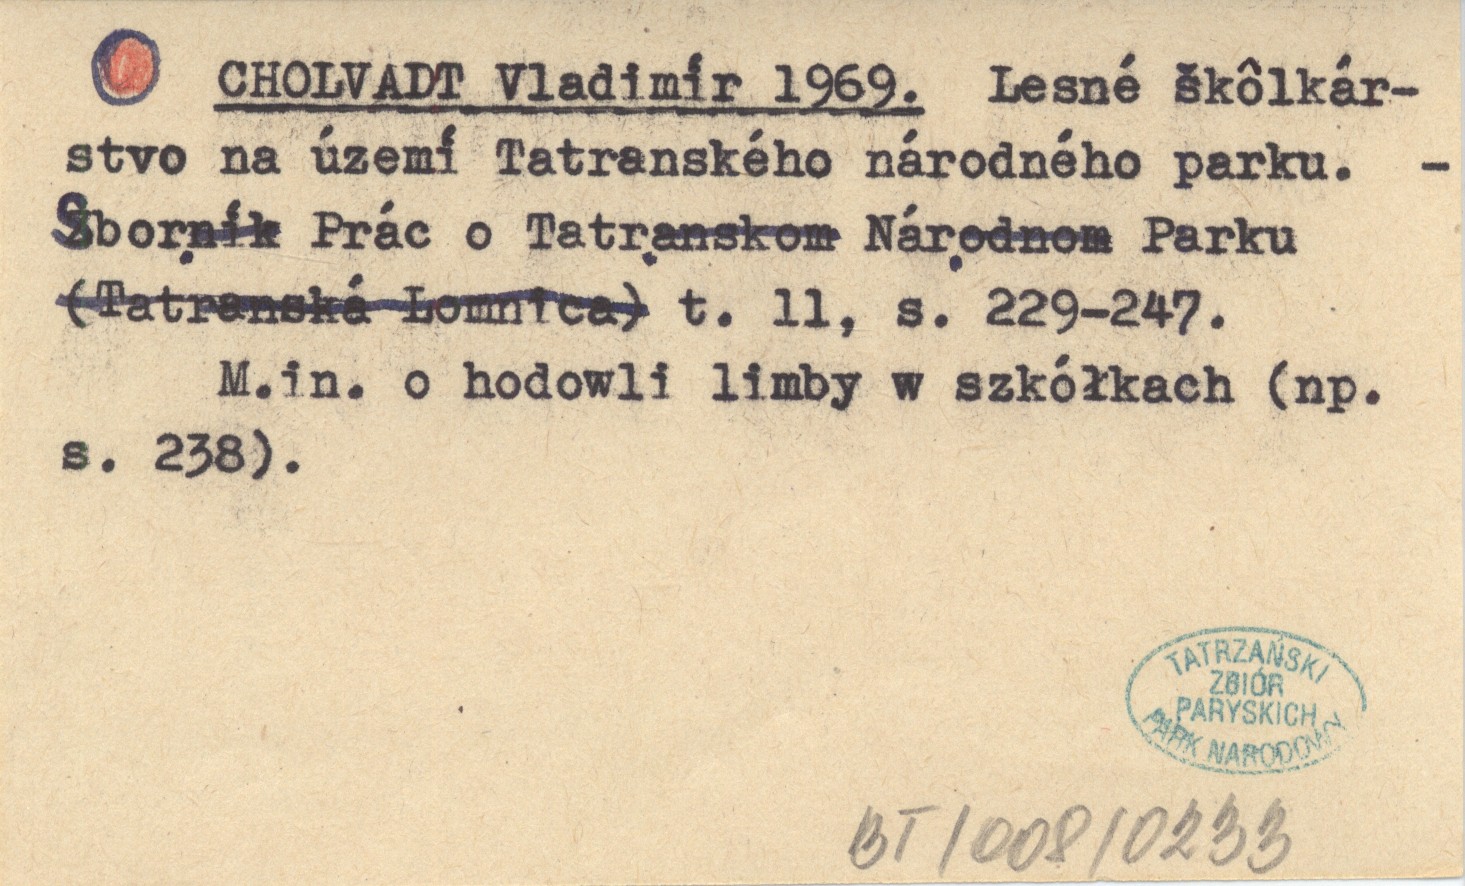 CHOLVADT Vladimír 1969. Lesné škôlkár-
stvo na území Tatranského národného parku. -
Sborník Prác o Tatranskom Národnom Parku
(Tatranská Lomnica) t. 11, s. 229-247.
M.in. o hodowli limby w szkółkach (np.
s. 238).
TATRZAŃSKI
ZBIÓR
PARYSKICH
PARK NARODOWY
BT/008/0233